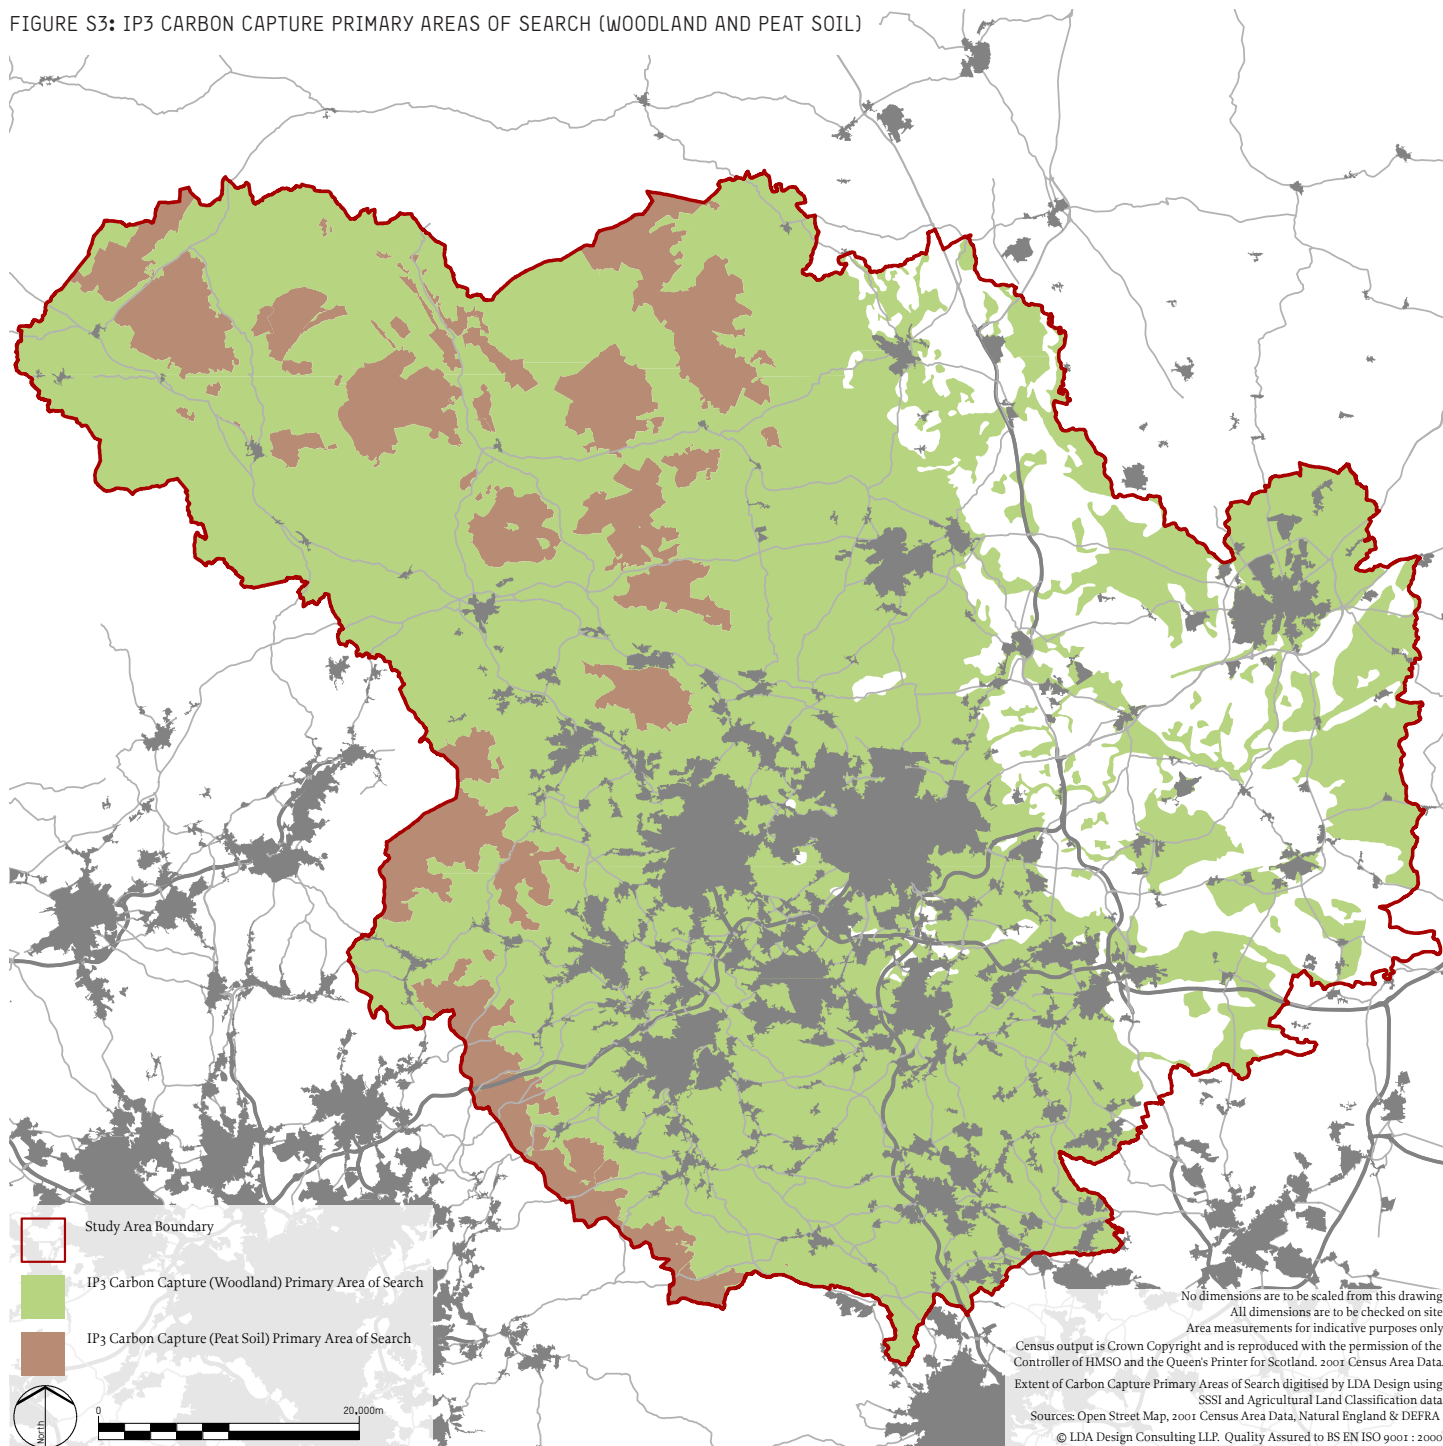 FIGURE S3: IP3 CARBON CAPTURE PRIMARY AREAS OF SEARCH (WOODLAND AND PEAT SOIL)
Study Area Boundary
IP3 Carbon Capture (Woodland) Primary Area of Search
IP3 Carbon Capture (Peat Soil) Primary Area of Search
North
0 20,000m
No dimensions are to be scaled from this drawing
All dimensions are to be checked on site
Area measurements for indicative purposes only
Census output is Crown Copyright and is reproduced with the permission of the
Controller of HMSO and the Queen's Printer for Scotland. 2001 Census Area Data.
Extent of Carbon Capture Primary Areas of Search digitised by LDA Design using
SSSI and Agricultural Land Classification data
Sources: Open Street Map, 2001 Census Area Data, Natural England & DEFRA
© LDA Design Consulting LLP. Quality Assured to BS EN ISO 9001 : 2000